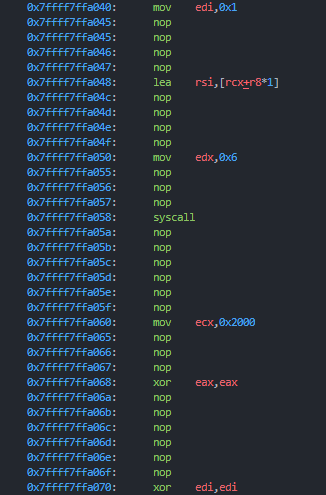 0x7ffff7ffa040: mov edi,0x1
0x7ffff7ffa045: nop
0x7ffff7ffa045: nop
0x7ffff7ffa046: nop
0x7ffff7ffa047: nop
0x7ffff7ffa048: lea rsi,[rcx+r8*1]
0x7ffff7ffa04c: nop
0x7ffff7ffa04d: nop
0x7ffff7ffa04e: nop
0x7ffff7ffa04f: nop
0x7ffff7ffa050: mov edx,0x6
0x7ffff7ffa055: nop
0x7ffff7ffa056: nop
0x7ffff7ffa057: nop
0x7ffff7ffa058: syscall
0x7ffff7ffa05a: nop
0x7ffff7ffa05b: nop
0x7ffff7ffa05c: nop
0x7ffff7ffa05d: nop
0x7ffff7ffa05e: nop
0x7ffff7ffa05f: nop
0x7ffff7ffa060: mov ecx,0x2000
0x7ffff7ffa065: nop
0x7ffff7ffa066: nop
0x7ffff7ffa067: nop
0x7ffff7ffa068: xor eax,eax
0x7ffff7ffa06a: nop
0x7ffff7ffa06b: nop
0x7ffff7ffa06c: nop
0x7ffff7ffa06d: nop
0x7ffff7ffa06e: nop
0x7ffff7ffa06f: nop
0x7ffff7ffa070: xor edi,edi